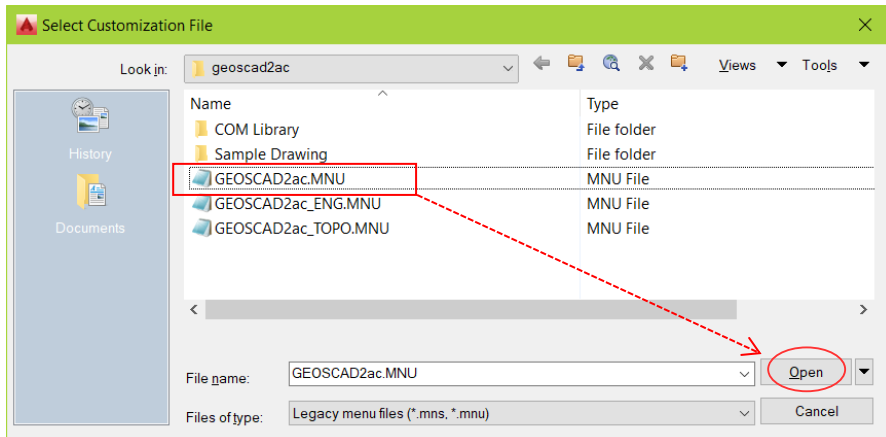 Select Customization File
Look in: geoscad2ac Views Tools
History
Documents
Name Type
COM Library File folder
Sample Drawing File folder
GEOSCAD2ac.MNU MNU File
GEOSCAD2ac_ENG.MNU MNU File
GEOSCAD2ac_TOPO.MNU MNU File
File name: GEOSCAD2ac.MNU Open
Files of type: Legacy menu files (*.mns, *.mnu) Cancel